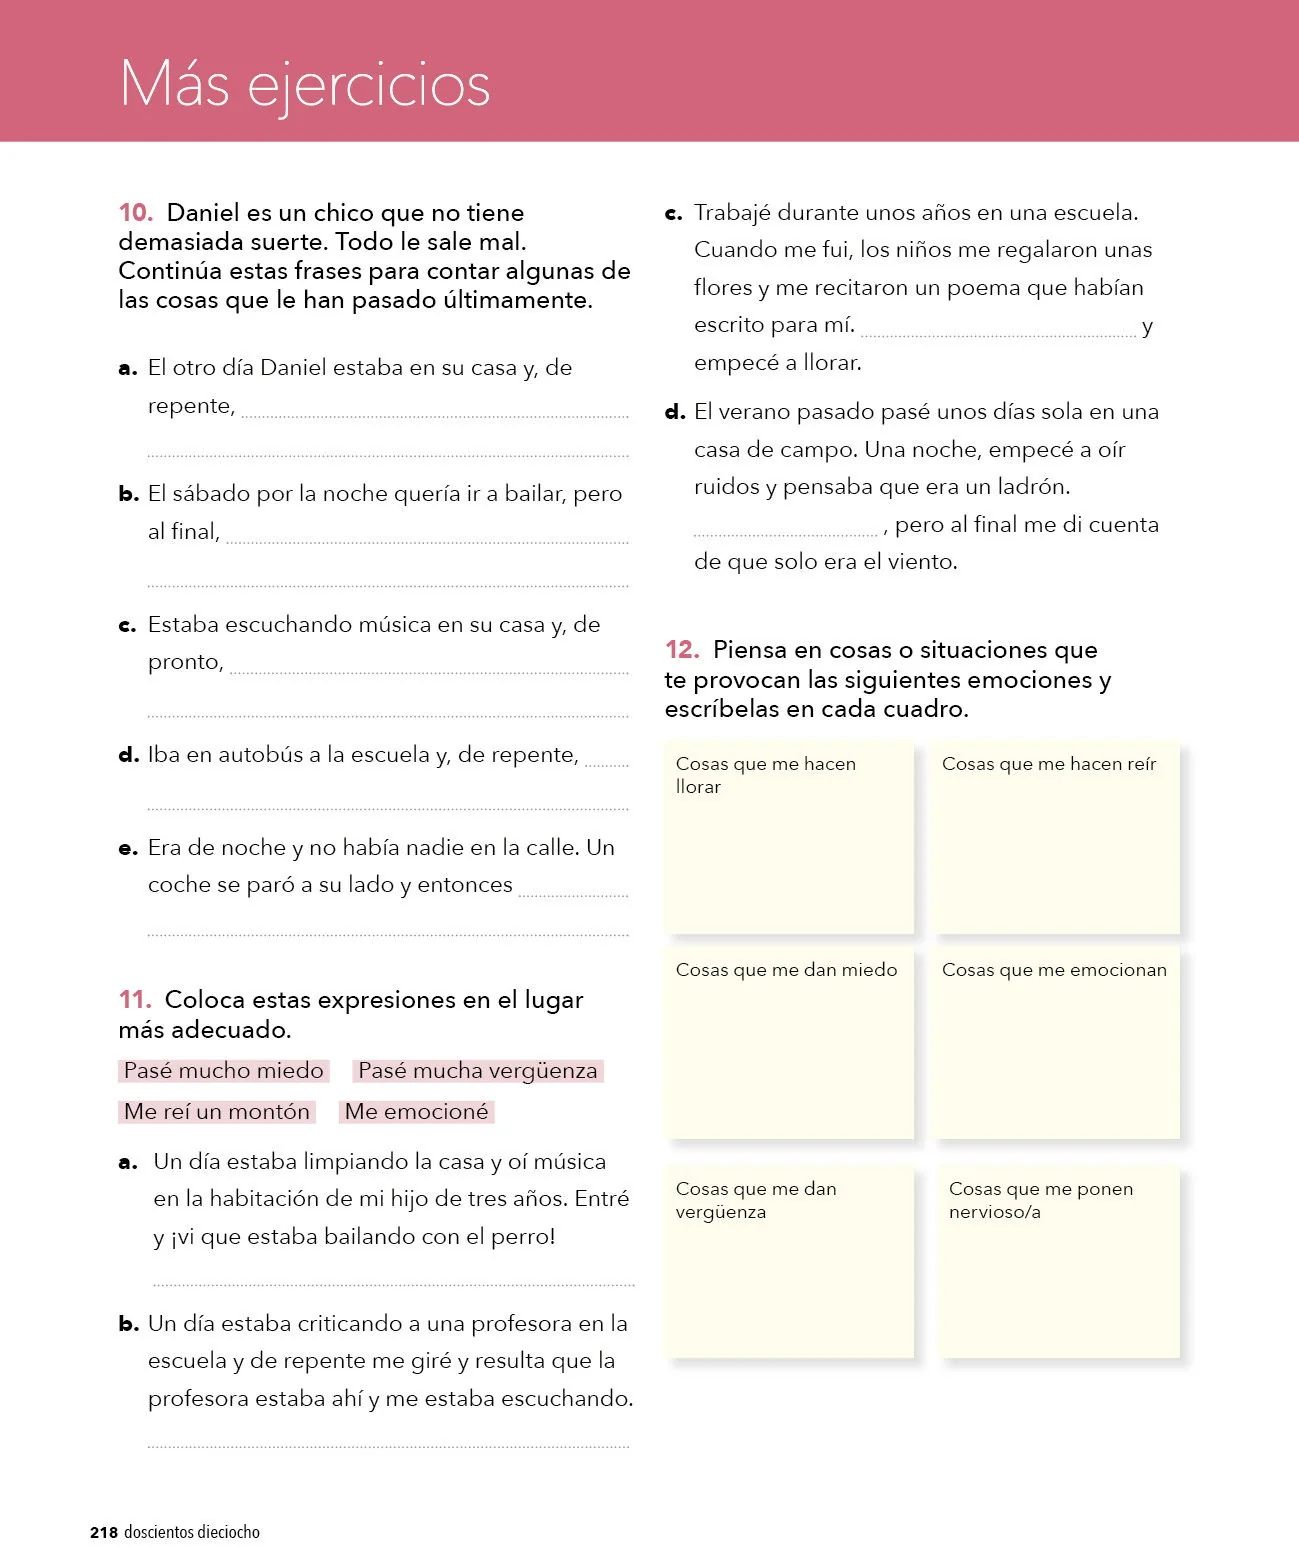 Más ejercicios
10. Daniel es un chico que no tiene
demasiada suerte. Todo le sale mal.
Continúa estas frases para contar algunas de
las cosas que le han pasado últimamente.
a. El otro día Daniel estaba en su casa y, de
repente,
b. El sábado por la noche quería ir a bailar, pero
al final,
c. Estaba escuchando música en su casa y, de
pronto,
d. Iba en autobús a la escuela y, de repente,
e. Era de noche y no había nadie en la calle. Un
coche se paró a su lado y entonces
11. Coloca estas expresiones en el lugar
más adecuado.
Pasé mucho miedo Pasé mucha vergüenza
Me reí un montón Me emocioné
a. Un día estaba limpiando la casa y oí música
en la habitación de mi hijo de tres años. Entré
y ¡vi que estaba bailando con el perro!
b. Un día estaba criticando a una profesora en la
escuela y de repente me giré y resulta que la
profesora estaba ahí y me estaba escuchando.
c. Trabajé durante unos años en una escuela.
Cuando me fui, los niños me regalaron unas
flores y me recitaron un poema que habían
escrito para mí. y
empecé a llorar.
d. El verano pasado pasé unos días sola en una
casa de campo. Una noche, empecé a oír
ruidos y pensaba que era un ladrón.
, pero al final me di cuenta
de que solo era el viento.
12. Piensa en cosas o situaciones que
te provocan las siguientes emociones y
escríbelas en cada cuadro.
Cosas que me hacen
llorar
Cosas que me hacen reír
Cosas que me dan miedo
Cosas que me emocionan
Cosas que me dan
vergüenza
Cosas que me ponen
nervioso/a
218 doscientos dieciocho